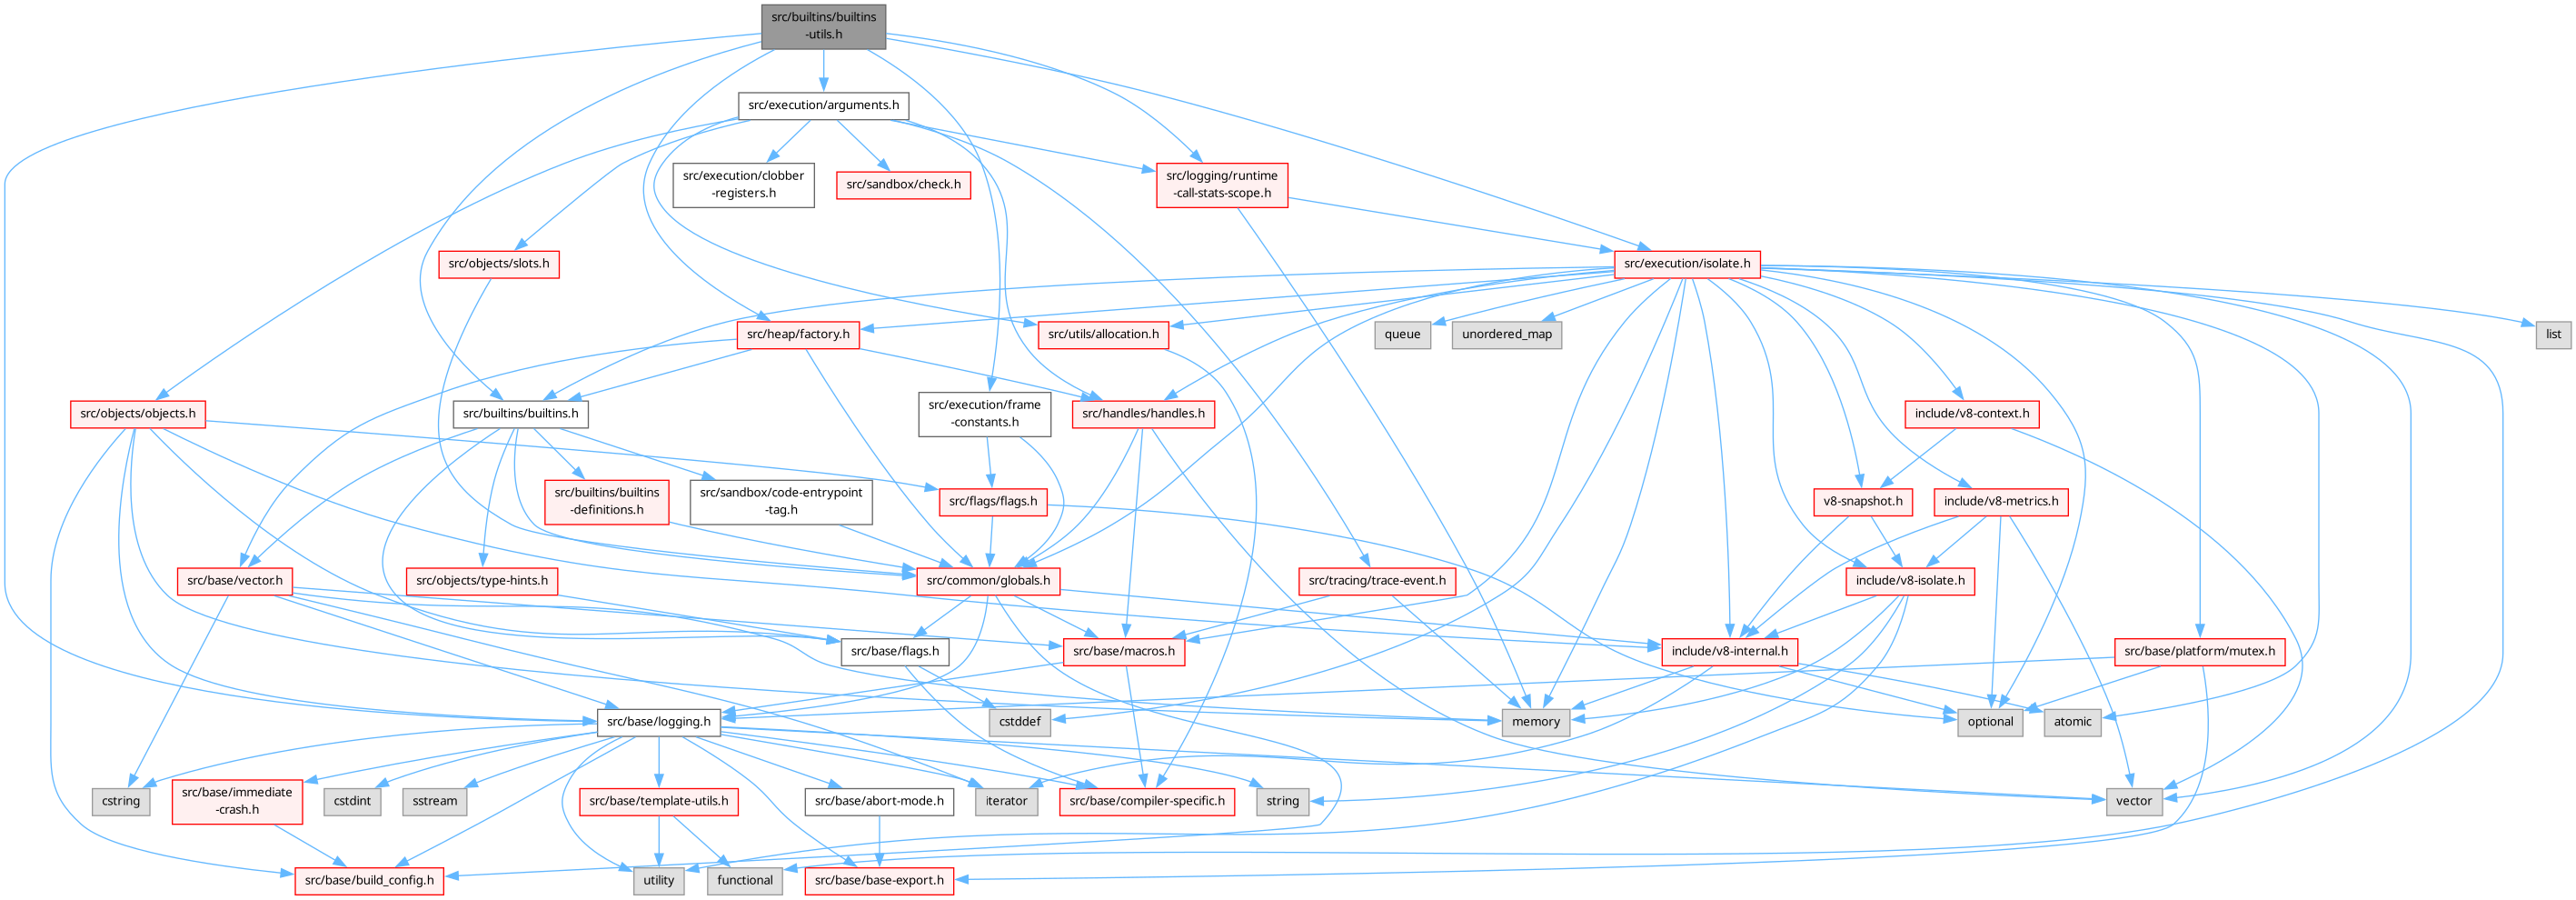 src/builtins/builtins
-utils.h
src/execution/arguments.h
src/execution/clobber
-registers.h
src/sandbox/check.h
src/logging/runtime
-call-stats-scope.h
src/objects/slots.h
src/execution/isolate.h
src/heap/factory.h
src/utils/allocation.h
queue
unordered_map
list
src/objects/objects.h
src/builtins/builtins.h
src/execution/frame
-constants.h
src/handles/handles.h
include/v8-context.h
src/builtins/builtins
-definitions.h
src/sandbox/code-entrypoint
-tag.h
src/flags/flags.h
v8-snapshot.h
include/v8-metrics.h
src/base/vector.h
src/objects/type-hints.h
src/common/globals.h
src/tracing/trace-event.h
include/v8-isolate.h
src/base/flags.h
src/base/macros.h
include/v8-internal.h
src/base/platform/mutex.h
src/base/logging.h
cstddef
memory
optional
atomic
cstring
src/base/immediate
-crash.h
cstdint
sstream
src/base/template-utils.h
src/base/abort-mode.h
iterator
src/base/compiler-specific.h
string
vector
src/base/build_config.h
utility
functional
src/base/base-export.h